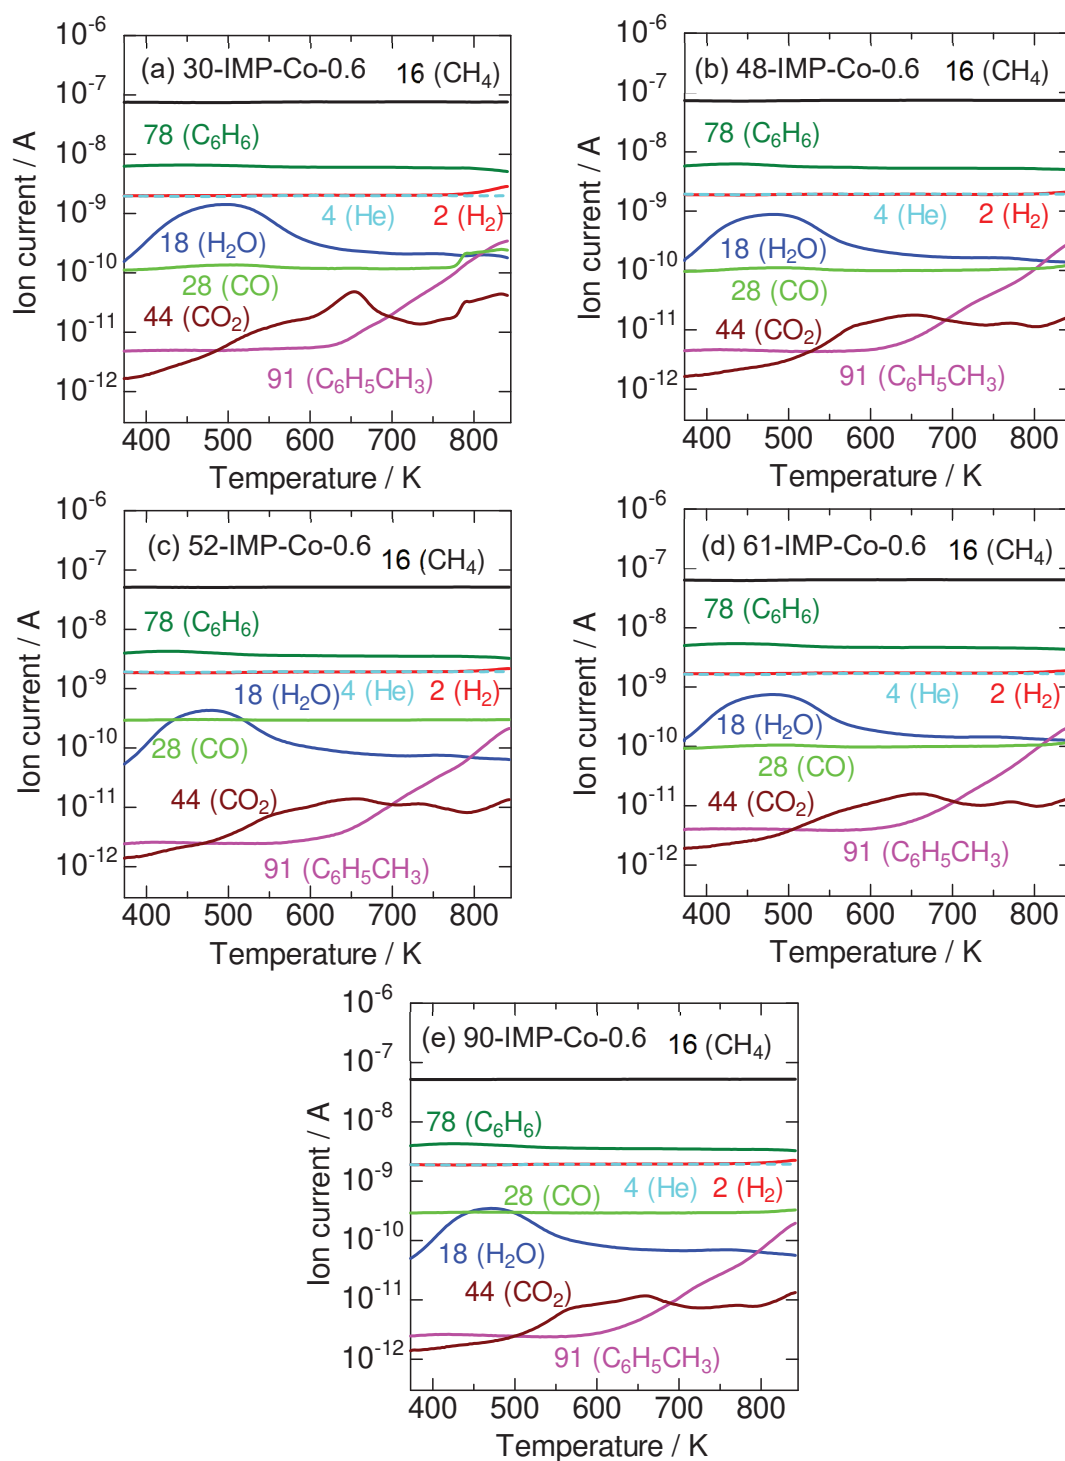 10⁻⁶
10⁻⁷
10⁻⁸
10⁻⁹
10⁻¹⁰
10⁻¹¹
10⁻¹²
Ion current / A
(a) 30-IMP-Co-0.6
16 (CH₄)
78 (C₆H₆)
4 (He)
2 (H₂)
18 (H₂O)
28 (CO)
44 (CO₂)
91 (C₆H₅CH₃)
400 500 600 700 800
Temperature / K
10⁻⁶
10⁻⁷
10⁻⁸
10⁻⁹
10⁻¹⁰
10⁻¹¹
10⁻¹²
Ion current / A
(b) 48-IMP-Co-0.6
16 (CH₄)
78 (C₆H₆)
4 (He)
2 (H₂)
18 (H₂O)
28 (CO)
44 (CO₂)
91 (C₆H₅CH₃)
400 500 600 700 800
Temperature / K
10⁻⁶
10⁻⁷
10⁻⁸
10⁻⁹
10⁻¹⁰
10⁻¹¹
10⁻¹²
Ion current / A
(c) 52-IMP-Co-0.6
16 (CH₄)
78 (C₆H₆)
18 (H₂O)
4 (He)
2 (H₂)
28 (CO)
44 (CO₂)
91 (C₆H₅CH₃)
400 500 600 700 800
Temperature / K
10⁻⁶
10⁻⁷
10⁻⁸
10⁻⁹
10⁻¹⁰
10⁻¹¹
10⁻¹²
Ion current / A
(d) 61-IMP-Co-0.6
16 (CH₄)
78 (C₆H₆)
4 (He)
2 (H₂)
18 (H₂O)
28 (CO)
44 (CO₂)
91 (C₆H₅CH₃)
400 500 600 700 800
Temperature / K
10⁻⁶
10⁻⁷
10⁻⁸
10⁻⁹
10⁻¹⁰
10⁻¹¹
10⁻¹²
Ion current / A
(e) 90-IMP-Co-0.6
16 (CH₄)
78 (C₆H₆)
28 (CO)
4 (He)
2 (H₂)
18 (H₂O)
44 (CO₂)
91 (C₆H₅CH₃)
400 500 600 700 800
Temperature / K